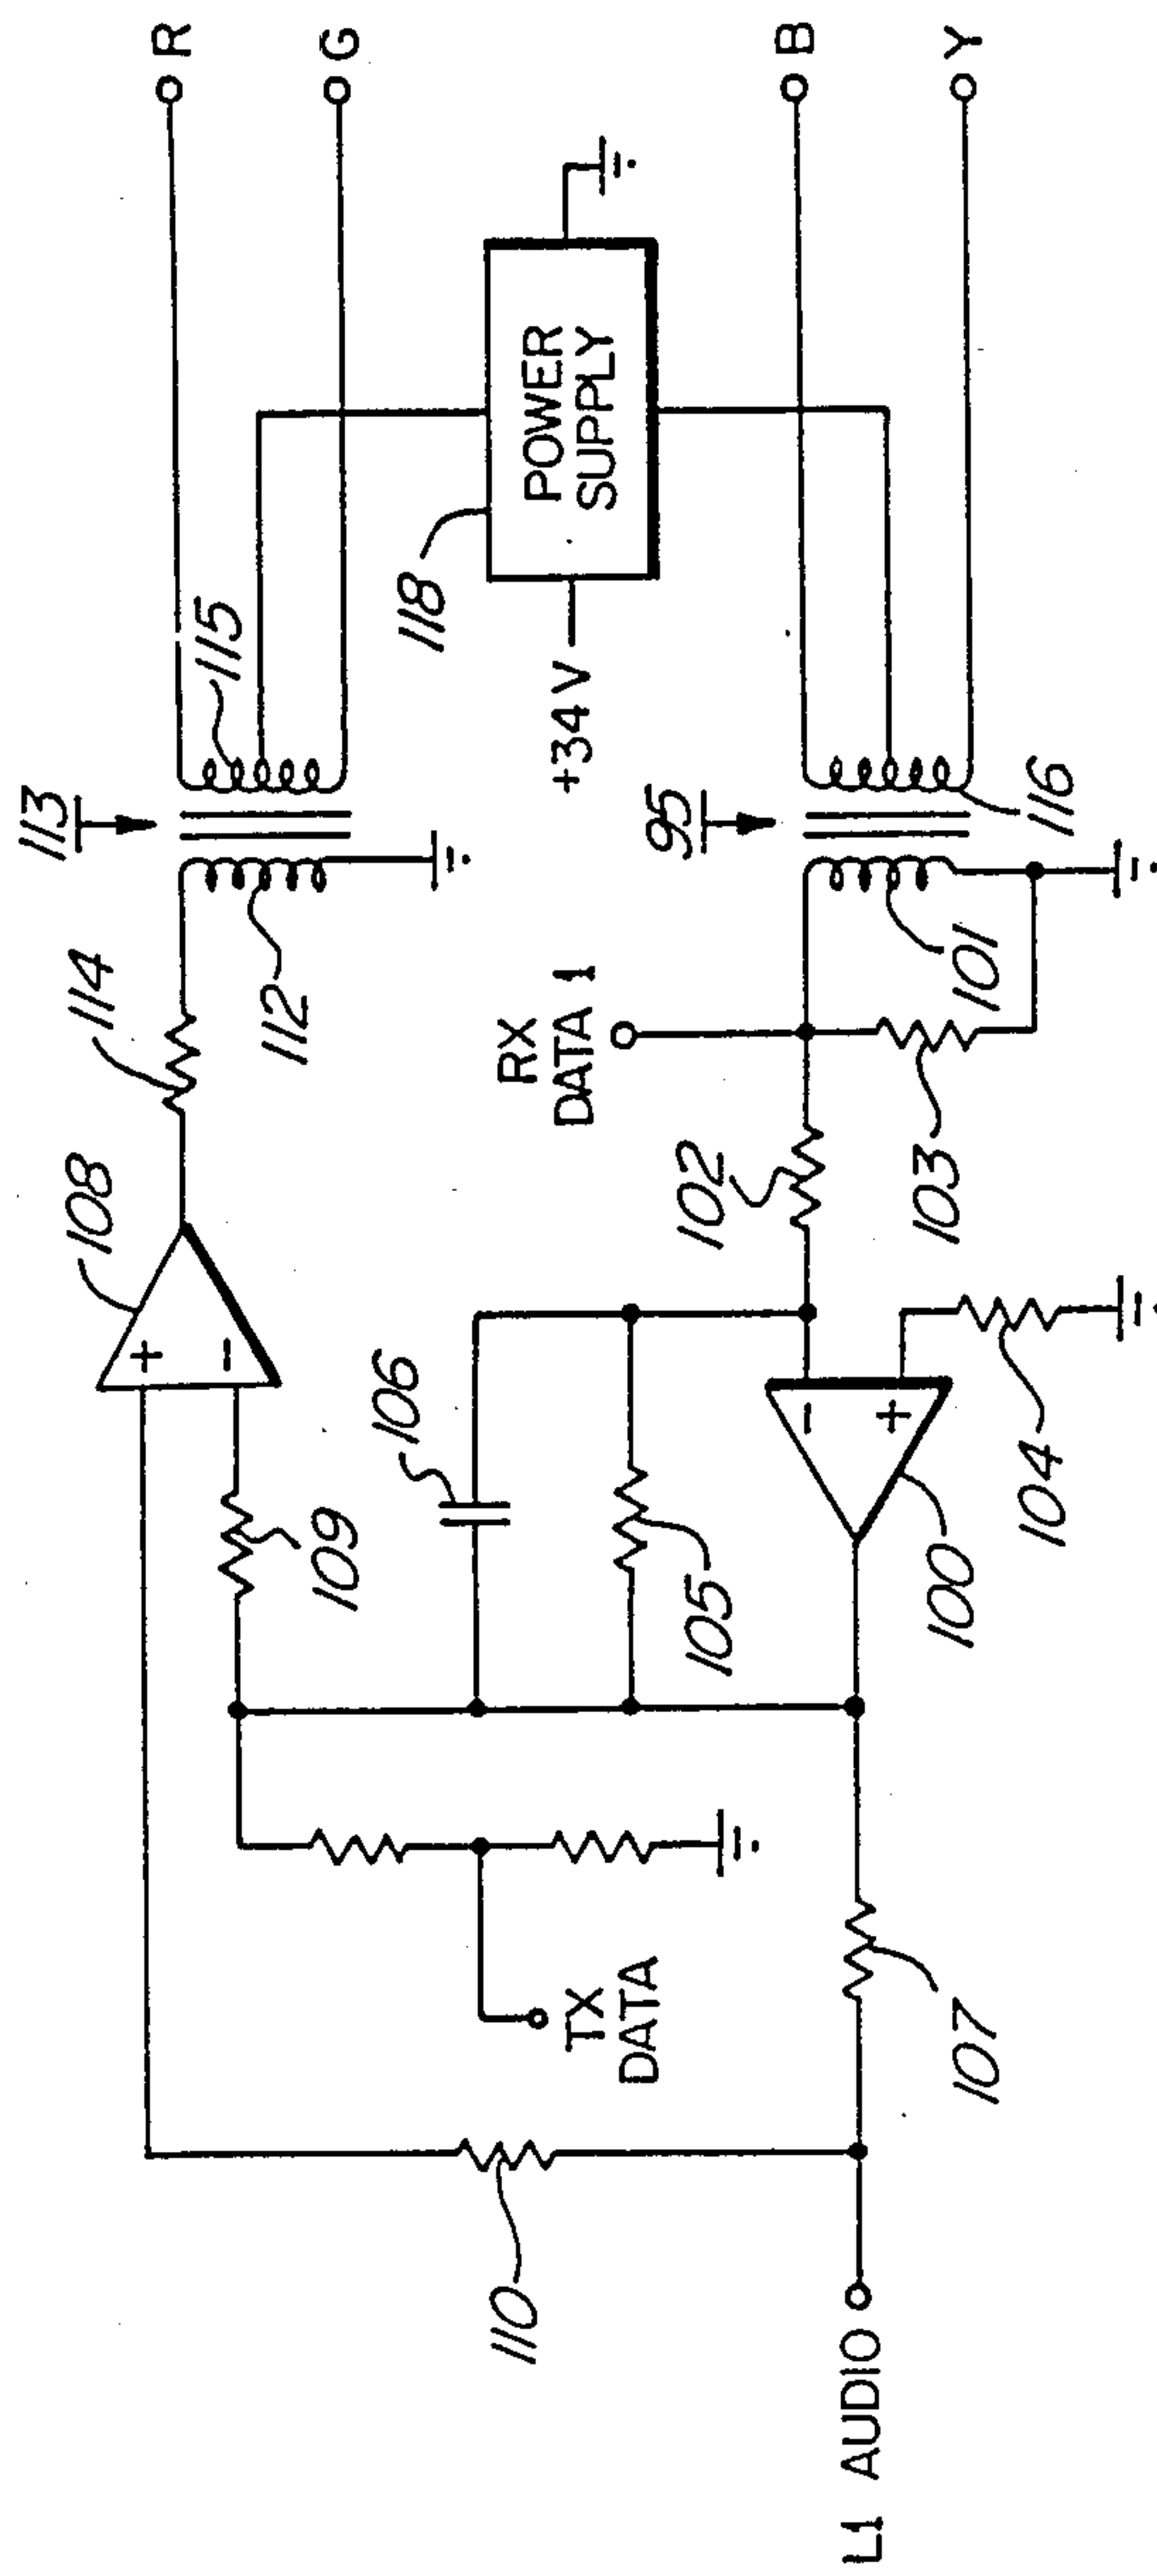 113
R
114
115
108
G
+
−
112
109
118
POWER
SUPPLY
+34 V
106
RX
DATA 1
95
B
TX
DATA
105
102
−
+
103
101
116
Y
110
107
100
104
L1 AUDIO